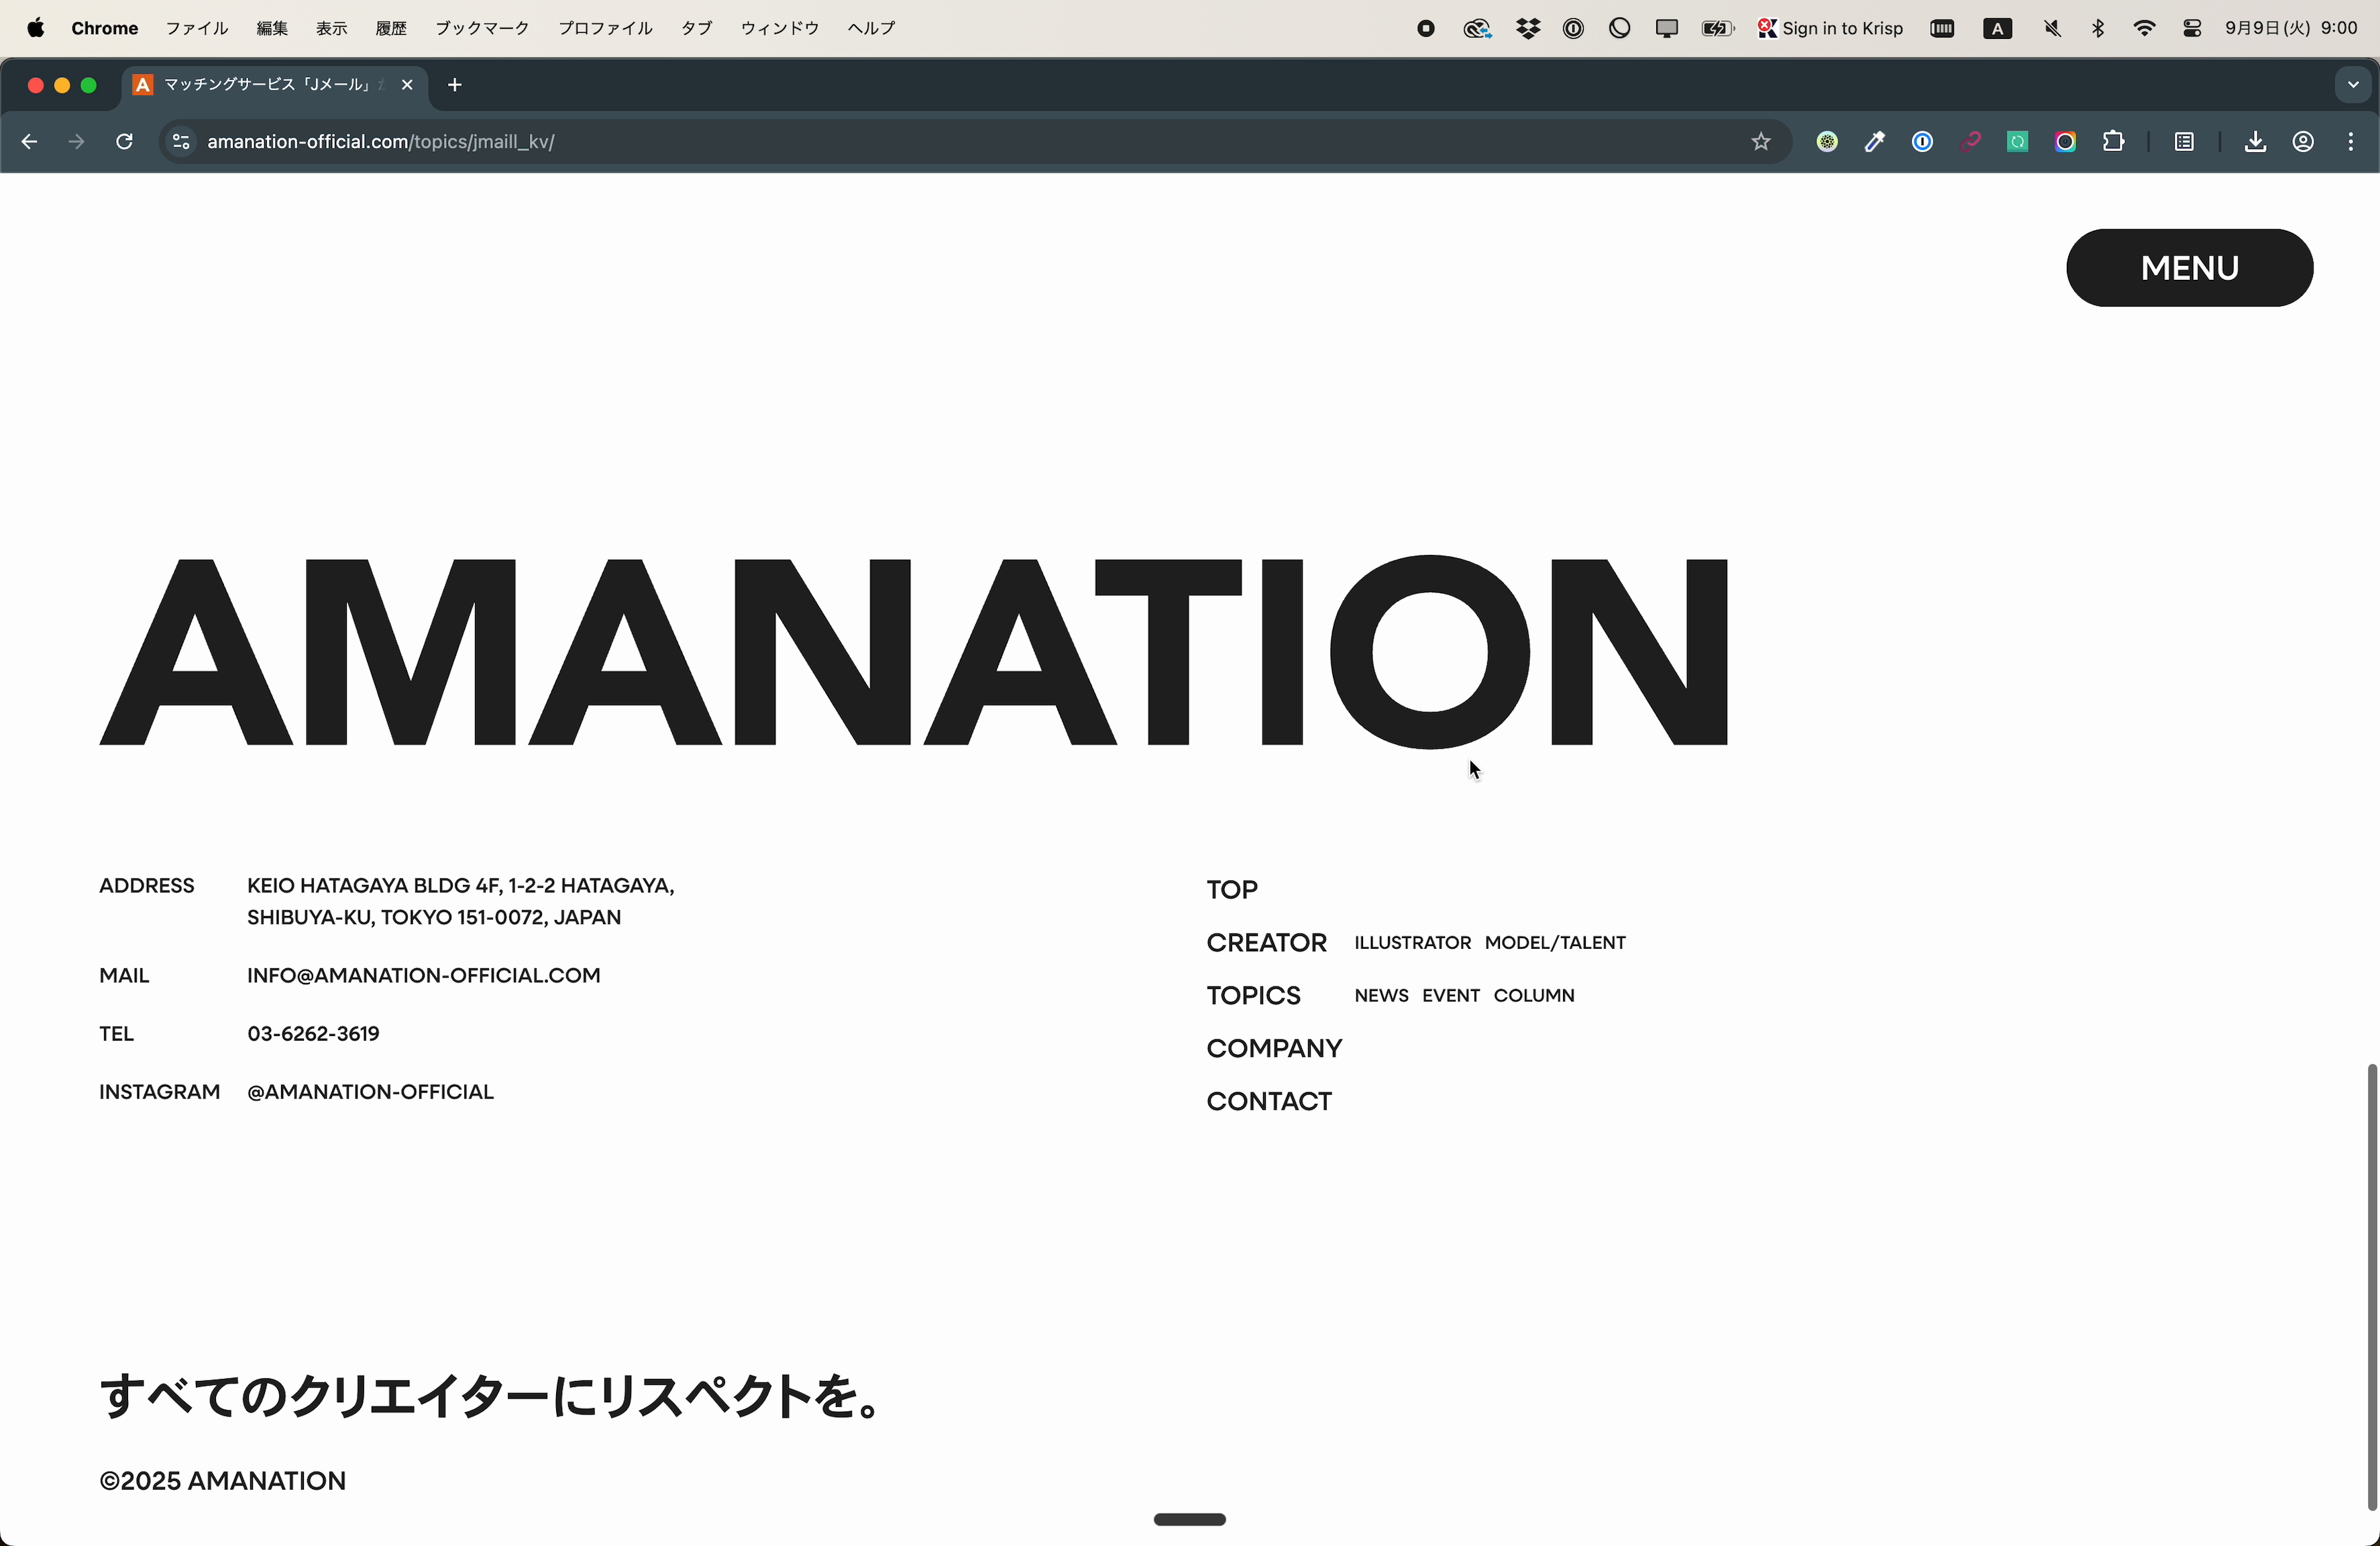 Chrome ファイル 編集 表示 履歴 ブックマーク プロファイル タブ ウィンドウ ヘルプ Sign in to Krisp A 9月9日(火) 9:00
A マッチングサービス「Jメール」
amanation-official.com/topics/jmaill_kv/
MENU
AMANATION
ADDRESS KEIO HATAGAYA BLDG 4F, 1-2-2 HATAGAYA,
SHIBUYA-KU, TOKYO 151-0072, JAPAN
MAIL INFO@AMANATION-OFFICIAL.COM
TEL 03-6262-3619
INSTAGRAM @AMANATION-OFFICIAL
TOP
CREATOR ILLUSTRATOR MODEL/TALENT
TOPICS NEWS EVENT COLUMN
COMPANY
CONTACT
すべてのクリエイターにリスペクトを。
©2025 AMANATION